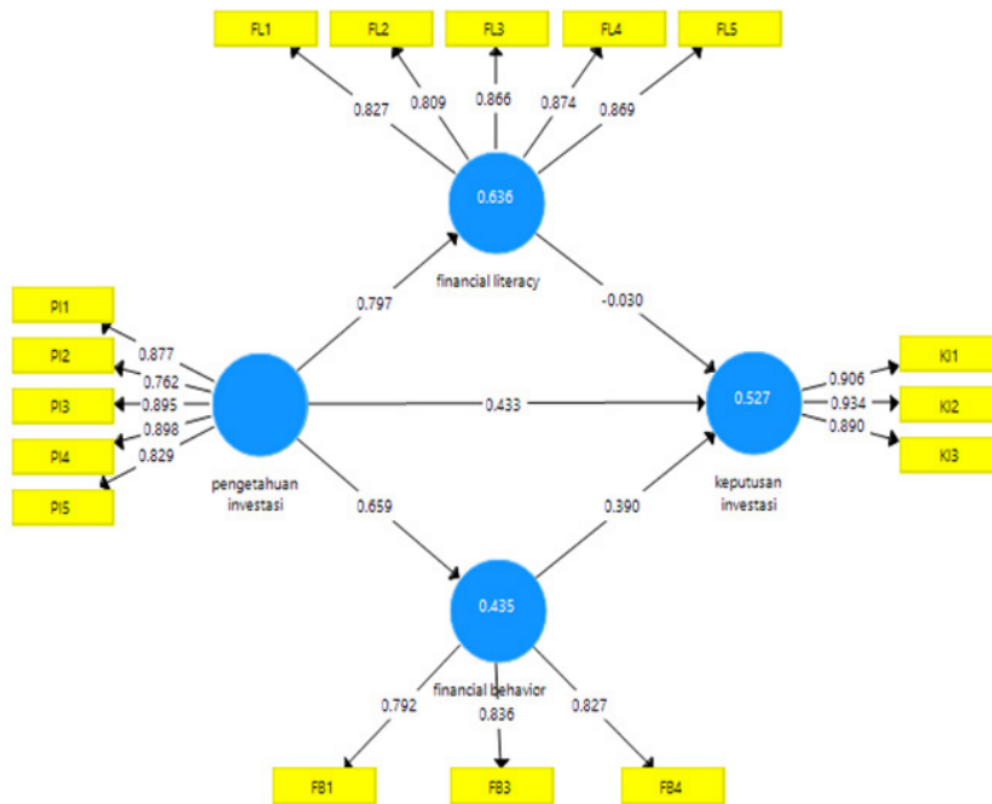 FL1 FL2 FL3 FL4 FL5
0.827 0.809 0.866 0.874 0.869
0.636
financial literacy
PI1
PI2
PI3
PI4
PI5
0.877
0.762
0.895
0.898
0.829
0.797
-0.030
pengetahuan
investasi
0.433
0.527
keputusan
investasi
0.906
0.934
0.890
KI1
KI2
KI3
0.659
0.390
0.435
financial behavior
0.792 0.836 0.827
FB1 FB3 FB4